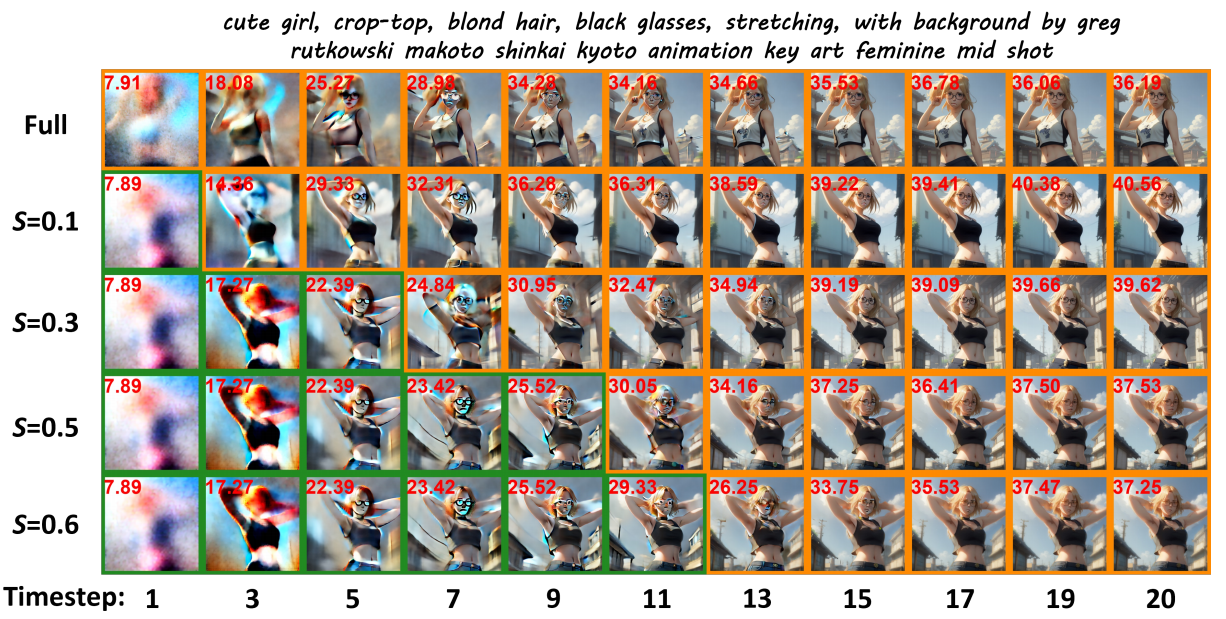 cute girl, crop-top, blond hair, black glasses, stretching, with background by greg
rutkowski makoto shinkai kyoto animation key art feminine mid shot
Full 7.91 18.08 25.27 28.98 34.28 34.16 34.66 35.53 36.78 36.06 36.19
S=0.1 7.89 14.36 29.33 32.31 36.28 36.31 38.59 39.22 39.41 40.38 40.56
S=0.3 7.89 17.27 22.39 24.84 30.95 32.47 34.94 39.19 39.09 39.66 39.62
S=0.5 7.89 17.27 22.39 23.42 25.52 30.05 34.16 37.25 36.41 37.50 37.53
S=0.6 7.89 17.27 22.39 23.42 25.52 29.33 26.25 33.75 35.53 37.47 37.25
Timestep: 1 3 5 7 9 11 13 15 17 19 20